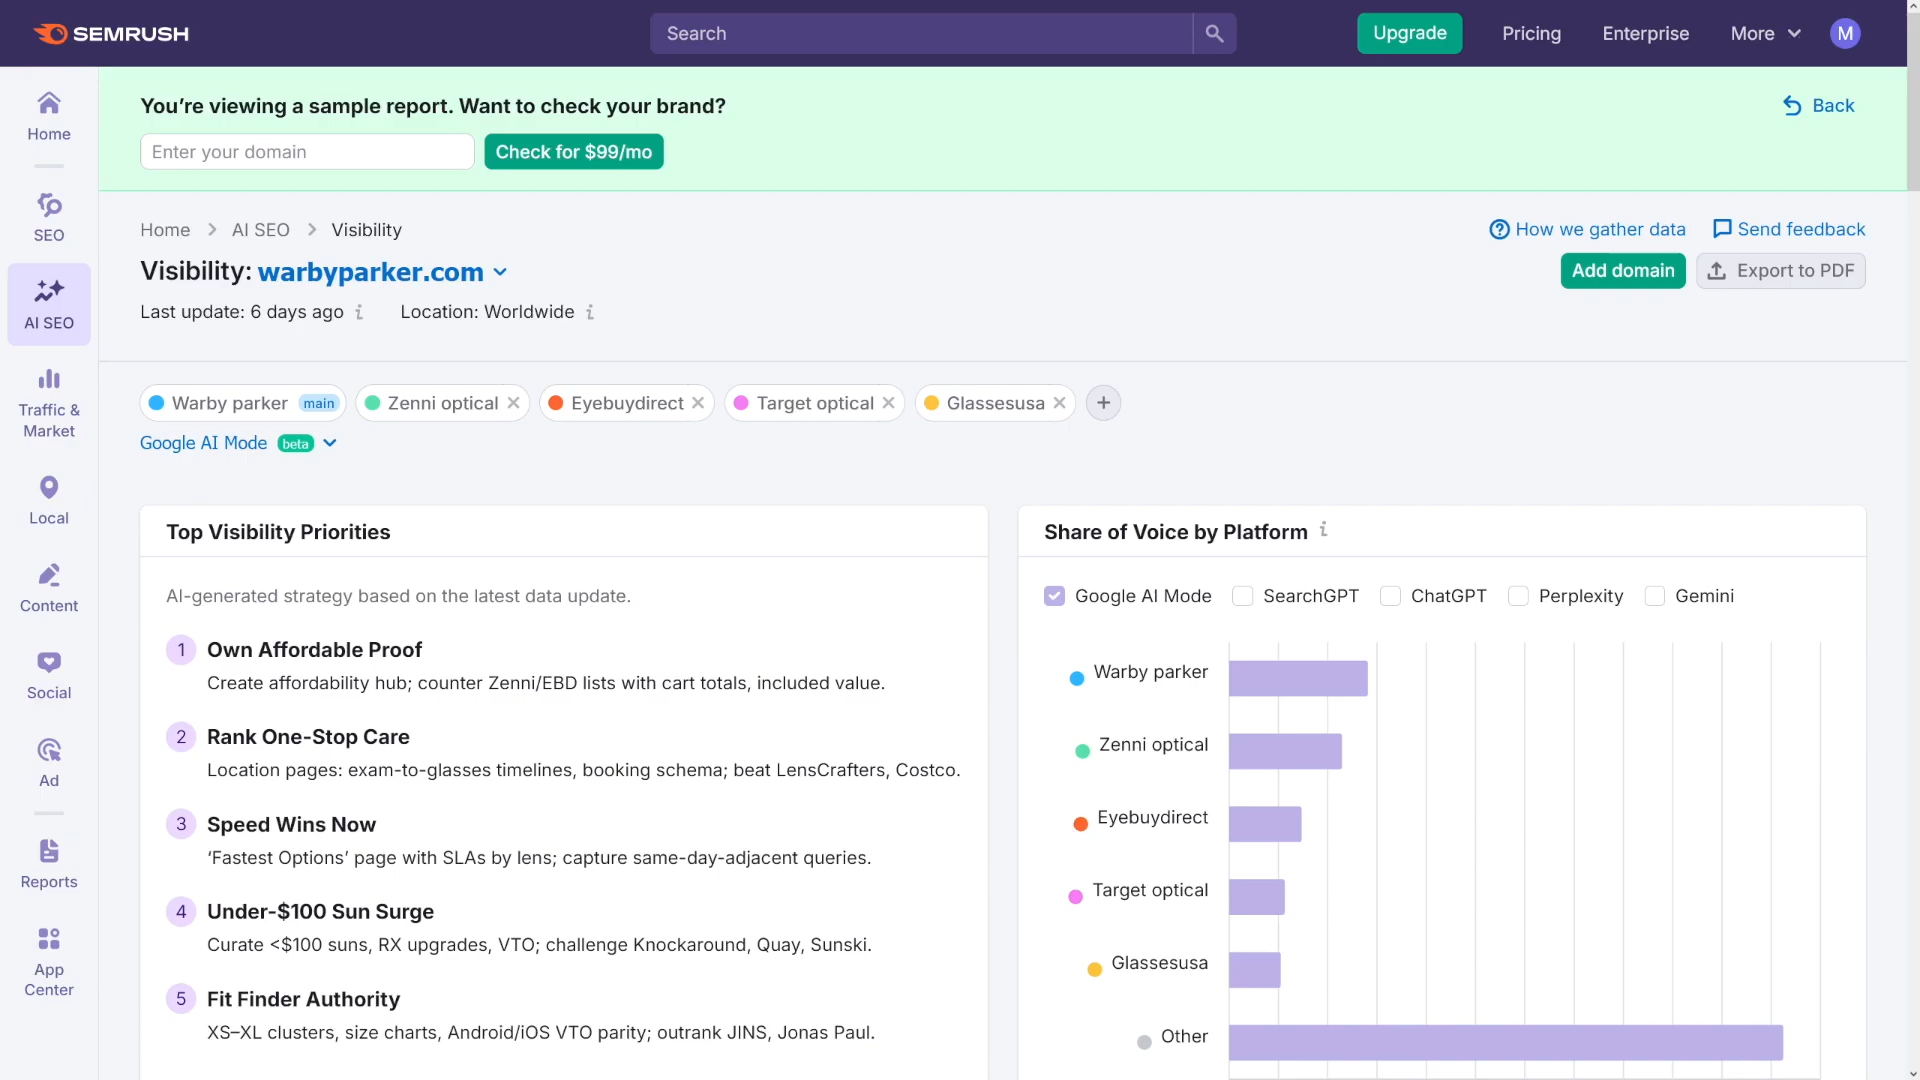 SEMRUSH
Search
Upgrade
Pricing
Enterprise
More
M
Home
SEO
AI SEO
Traffic &
Market
Local
Content
Social
Ad
Reports
App
Center
You're viewing a sample report. Want to check your brand?
Back
Enter your domain
Check for $99/mo
Home > AI SEO > Visibility
How we gather data
Send feedback
Visibility: warbyparker.com
Add domain
Export to PDF
Last update: 6 days ago
Location: Worldwide
Warby parker main
Zenni optical
Eyebuydirect
Target optical
Glassesusa
+
Google AI Mode beta
Top Visibility Priorities
AI-generated strategy based on the latest data update.
1 Own Affordable Proof
Create affordability hub; counter Zenni/EBD lists with cart totals, included value.
2 Rank One-Stop Care
Location pages: exam-to-glasses timelines, booking schema; beat LensCrafters, Costco.
3 Speed Wins Now
‘Fastest Options’ page with SLAs by lens; capture same-day-adjacent queries.
4 Under-$100 Sun Surge
Curate <$100 suns, RX upgrades, VTO; challenge Knockaround, Quay, Sunski.
5 Fit Finder Authority
XS–XL clusters, size charts, Android/iOS VTO parity; outrank JINS, Jonas Paul.
Share of Voice by Platform
Google AI Mode
SearchGPT
ChatGPT
Perplexity
Gemini
Warby parker
Zenni optical
Eyebuydirect
Target optical
Glassesusa
Other